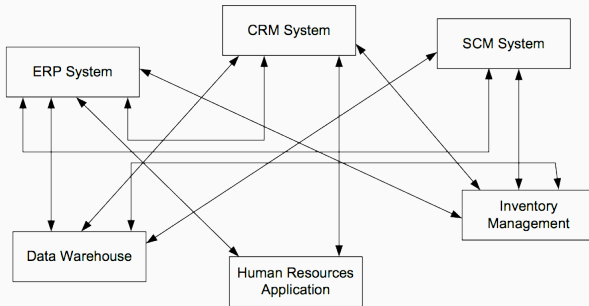 CRM System
SCM System
ERP System
Inventory
Management
Data Warehouse
Human Resources
Application